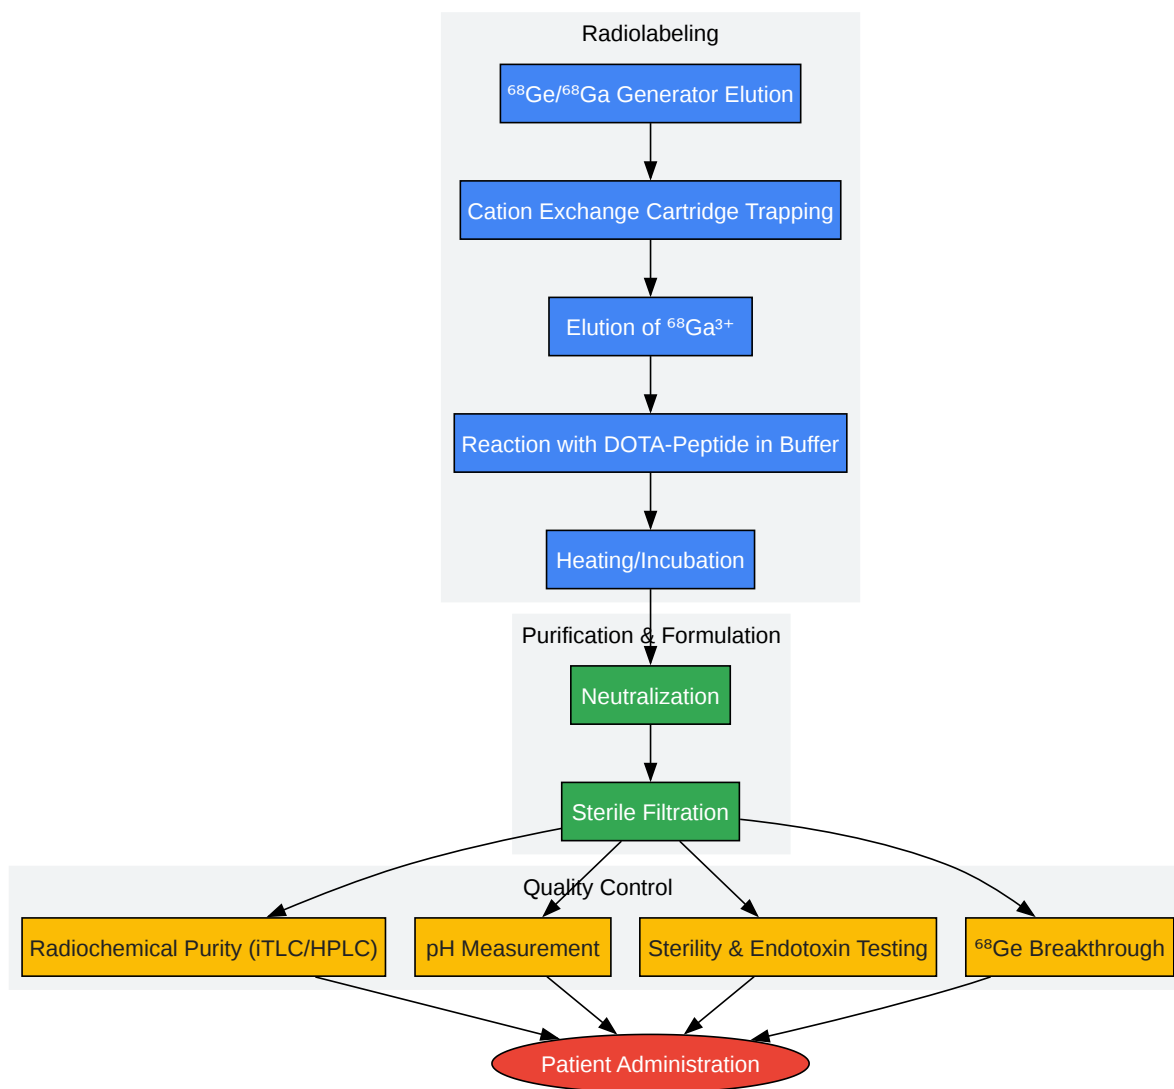 Radiolabeling
⁶⁸Ge/⁶⁸Ga Generator Elution
Cation Exchange Cartridge Trapping
Elution of ⁶⁸Ga³⁺
Reaction with DOTA-Peptide in Buffer
Heating/Incubation
Purification & Formulation
Neutralization
Sterile Filtration
Quality Control
Radiochemical Purity (iTLC/HPLC)
pH Measurement
Sterility & Endotoxin Testing
⁶⁸Ge Breakthrough
Patient Administration